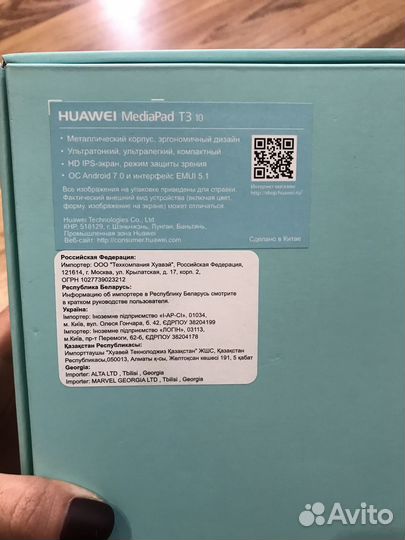 HUAWEI MediaPad T3 10
• Металлический корпус, эргономичный дизайн
• Ультратонкий, ультралегкий, компактный
• HD IPS-экран, режим защиты зрения
• ОС Android 7.0 и интерфейс EMUI 5.1
Все изображения на упаковке приведены для справки.
Фактический внешний вид устройства (включая цвет,
форму, изображение на экране) может отличаться.
Интернет-магазин
http://shop.huawei.ru/
Huawei Technologies Co., Ltd.
КНР, 518129, г. Шэньчжэнь, Лунган, Баньтянь,
Промышленная зона Huawei
Веб-сайт: http://consumer.huawei.com
Сделано в Китае
Российская Федерация:
Импортер: ООО "Техкомпания Хуавэй", Российская Федерация,
121614, г. Москва, ул. Крылатская, д. 17, корп. 2,
ОГРН 1027739023212
Республика Беларусь:
Информацию об импортере в Республику Беларусь смотрите
в кратком руководстве пользователя.
Україна:
Імпортер: Іноземне підприємство «І-АР-СІ», 01034,
м. Київ, вул. Олеся Гончара, б. 42, ЄДРПОУ 38204199
Імпортер: Іноземне підприємство «ЛОГІН», 03113,
м.Київ, пр-т Перемоги, 62-Б, ЄДРПОУ 38204178
Қазақстан Республикасы:
Импорттаушы "Хуавей Текнолоджиз Қазақстан" ЖШС, Қазақстан
Республикасы,050013, Алматы қ-сы, Желтоқсан көшесі 191, 5 қабат
Georgia:
Importer: ALTA LTD , Tbilisi , Georgia
Importer: MARVEL GEORGIA LTD , Tbilisi , Georgia
Avito